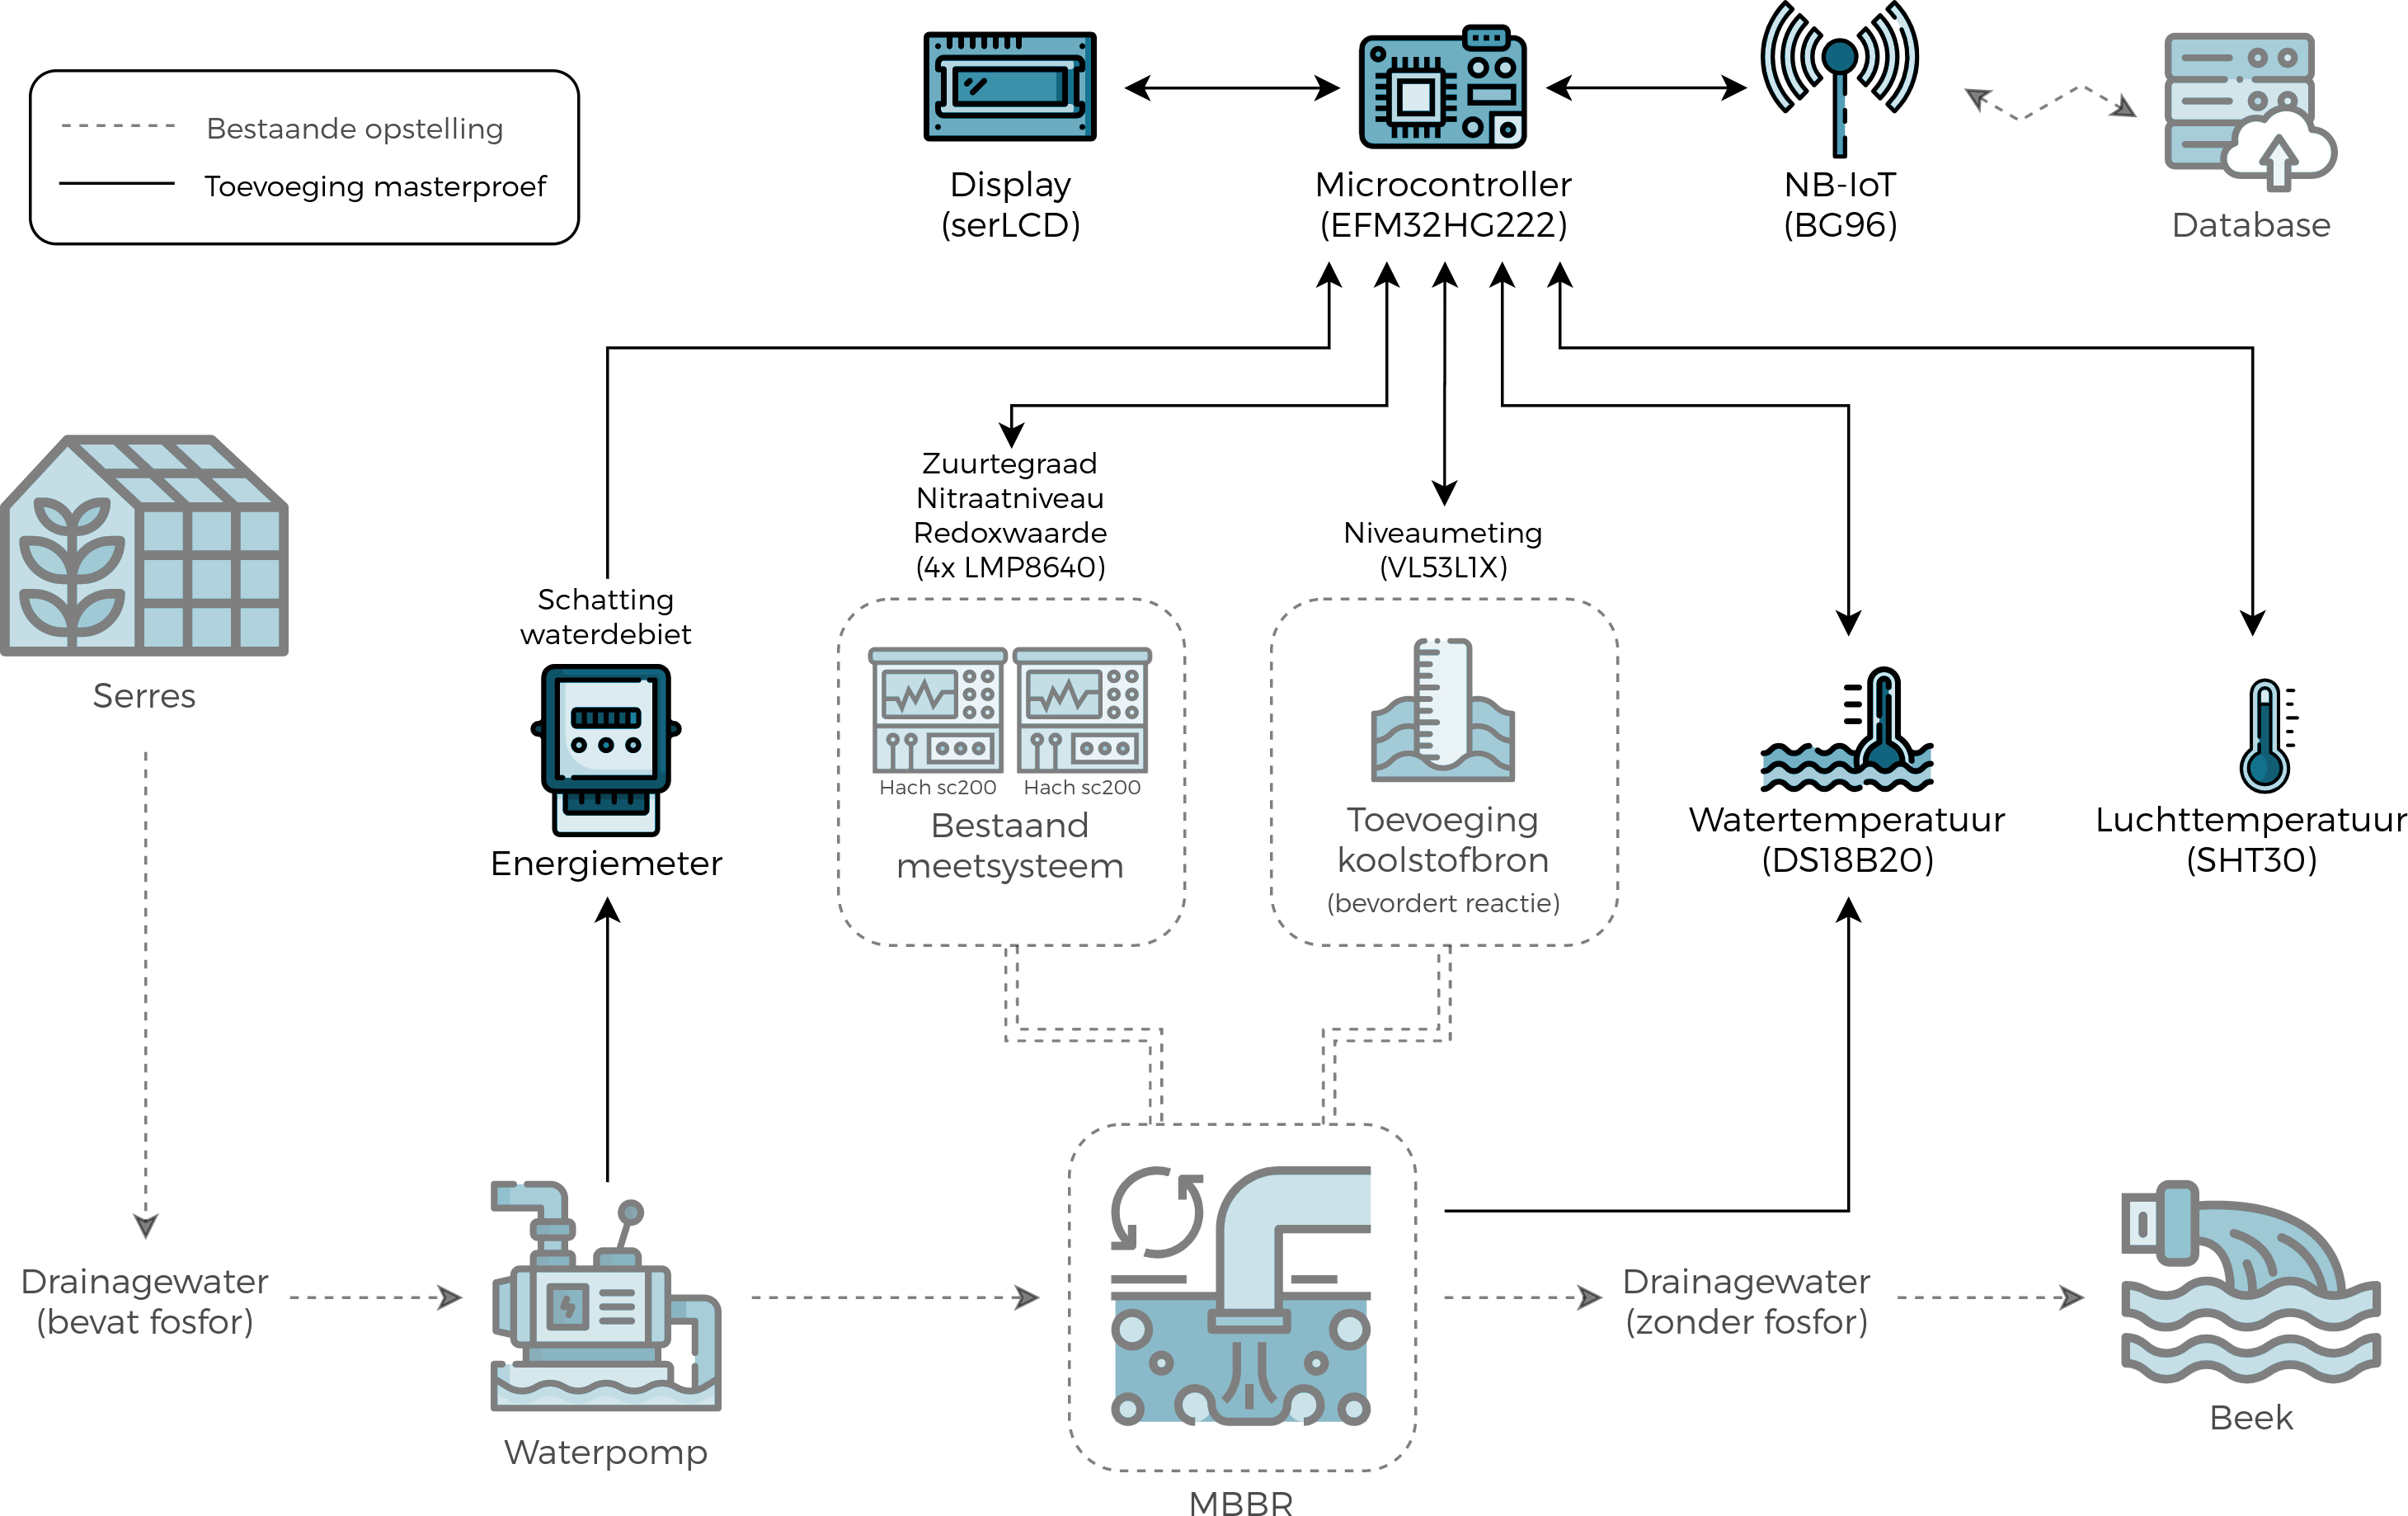 Bestaande opstelling
Toevoeging masterproef
Display
(serLCD)
Microcontroller
(EFM32HG222)
NB-IoT
(BG96)
Database
Zuurtegraad
Nitraatniveau
Redoxwaarde
(4x LMP8640)
Niveaumeting
(VL53L1X)
Schatting
waterdebiet
Serres
Energiemeter
Hach sc200
Hach sc200
Bestaand
meetsysteem
Toevoeging
koolstofbron
(bevordert reactie)
Watertemperatuur
(DS18B20)
Luchttemperatuur
(SHT30)
Drainagewater
(bevat fosfor)
Waterpomp
MBBR
Drainagewater
(zonder fosfor)
Beek